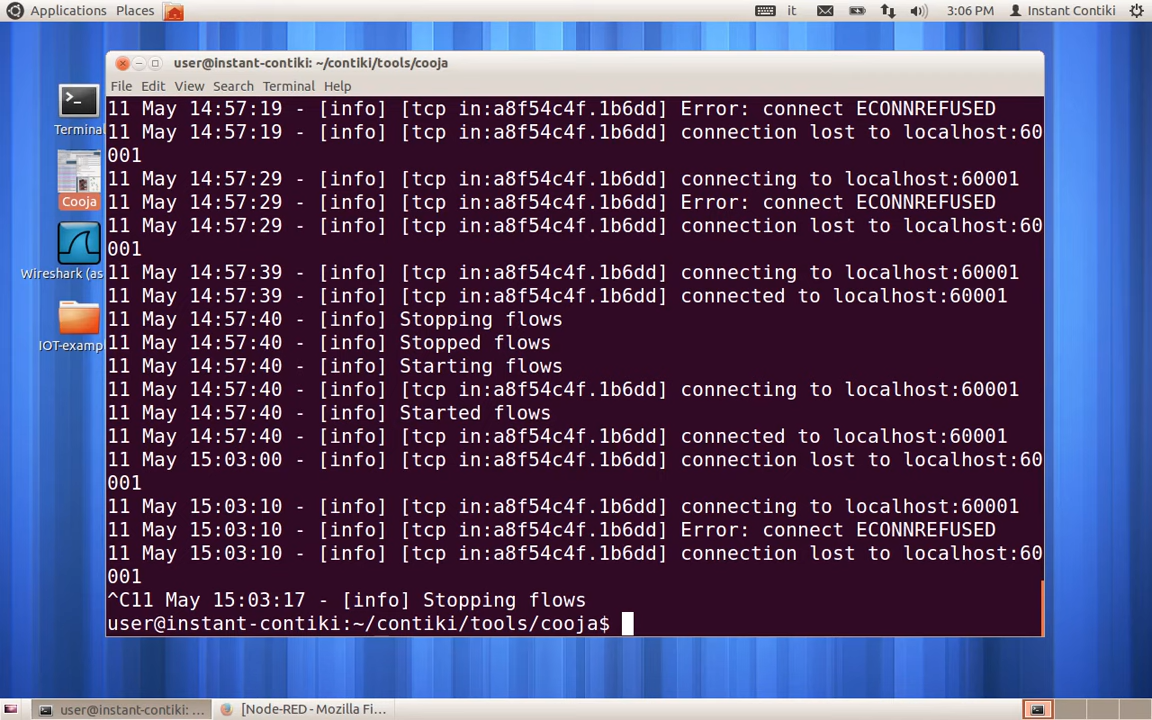 Applications Places it 3:06 PM Instant Contiki
user@instant-contiki: ~/contiki/tools/cooja
File Edit View Search Terminal Help
11 May 14:57:19 - [info] [tcp in:a8f54c4f.1b6dd] Error: connect ECONNREFUSED
11 May 14:57:19 - [info] [tcp in:a8f54c4f.1b6dd] connection lost to localhost:60
001
11 May 14:57:29 - [info] [tcp in:a8f54c4f.1b6dd] connecting to localhost:60001
11 May 14:57:29 - [info] [tcp in:a8f54c4f.1b6dd] Error: connect ECONNREFUSED
11 May 14:57:29 - [info] [tcp in:a8f54c4f.1b6dd] connection lost to localhost:60
001
11 May 14:57:39 - [info] [tcp in:a8f54c4f.1b6dd] connecting to localhost:60001
11 May 14:57:39 - [info] [tcp in:a8f54c4f.1b6dd] connected to localhost:60001
11 May 14:57:40 - [info] Stopping flows
11 May 14:57:40 - [info] Stopped flows
11 May 14:57:40 - [info] Starting flows
11 May 14:57:40 - [info] [tcp in:a8f54c4f.1b6dd] connecting to localhost:60001
11 May 14:57:40 - [info] Started flows
11 May 14:57:40 - [info] [tcp in:a8f54c4f.1b6dd] connected to localhost:60001
11 May 15:03:00 - [info] [tcp in:a8f54c4f.1b6dd] connection lost to localhost:60
001
11 May 15:03:10 - [info] [tcp in:a8f54c4f.1b6dd] connecting to localhost:60001
11 May 15:03:10 - [info] [tcp in:a8f54c4f.1b6dd] Error: connect ECONNREFUSED
11 May 15:03:10 - [info] [tcp in:a8f54c4f.1b6dd] connection lost to localhost:60
001
^C11 May 15:03:17 - [info] Stopping flows
user@instant-contiki:~/contiki/tools/cooja$
Terminal
Cooja
Wireshark (as
IOT-examp
user@instant-contiki: ...
[Node-RED - Mozilla Fi...